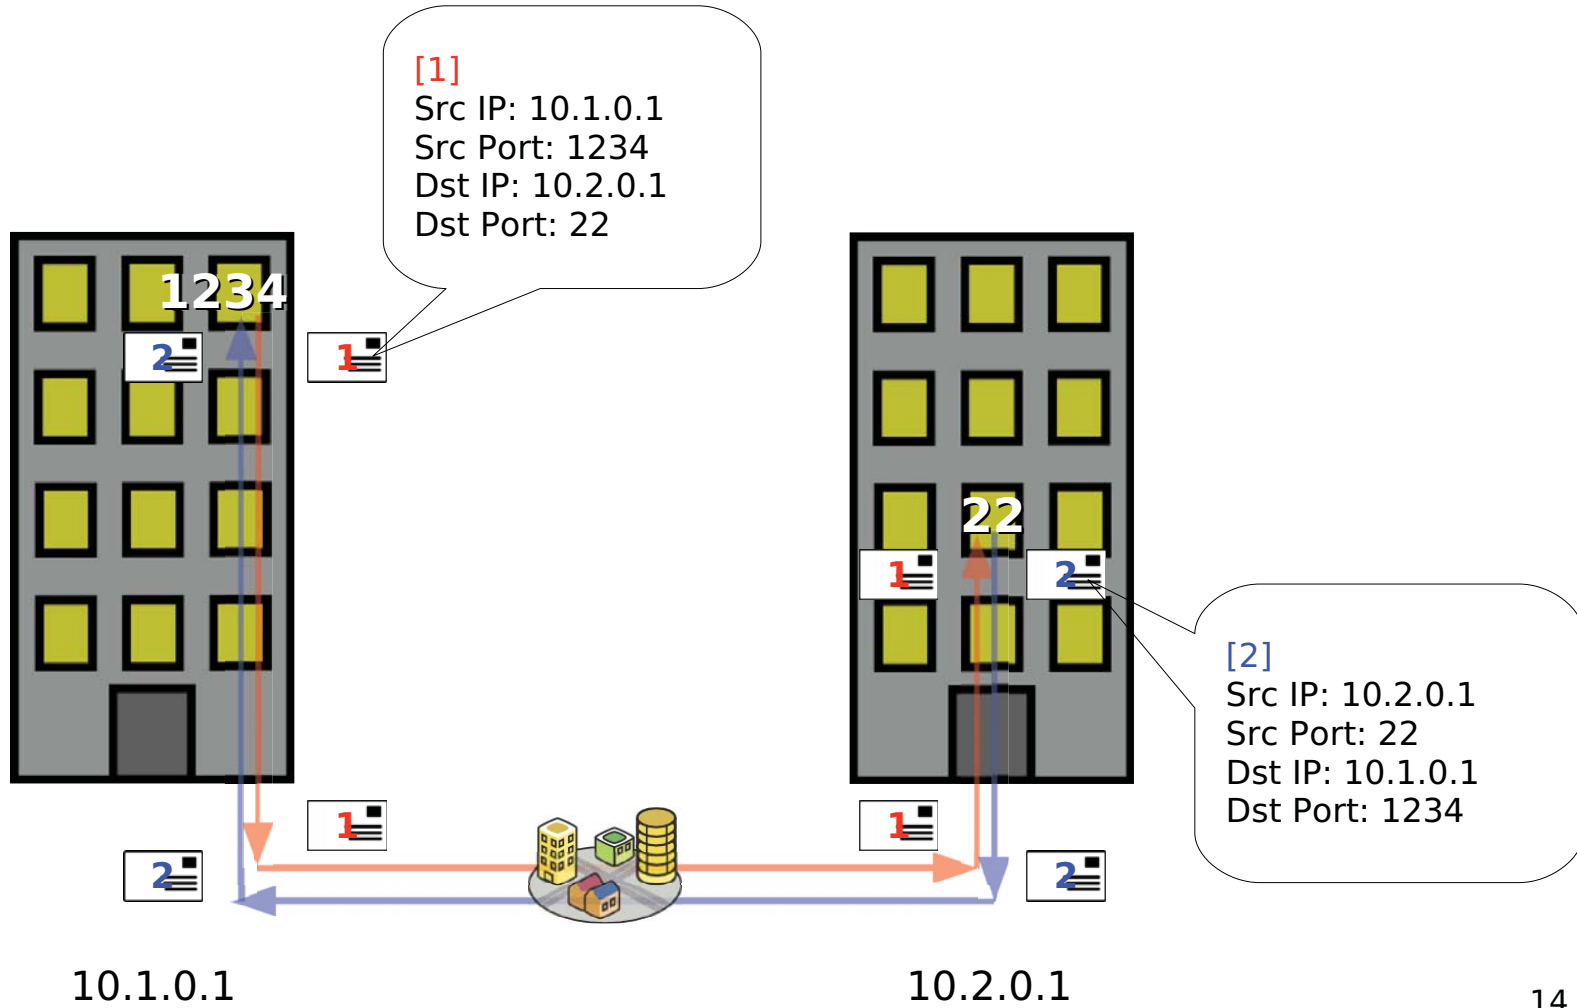 [1]
Src IP: 10.1.0.1
Src Port: 1234
Dst IP: 10.2.0.1
Dst Port: 22
1234
2
1
22
1
2
[2]
Src IP: 10.2.0.1
Src Port: 22
Dst IP: 10.1.0.1
Dst Port: 1234
1
1
2
2
10.1.0.1
10.2.0.1
14